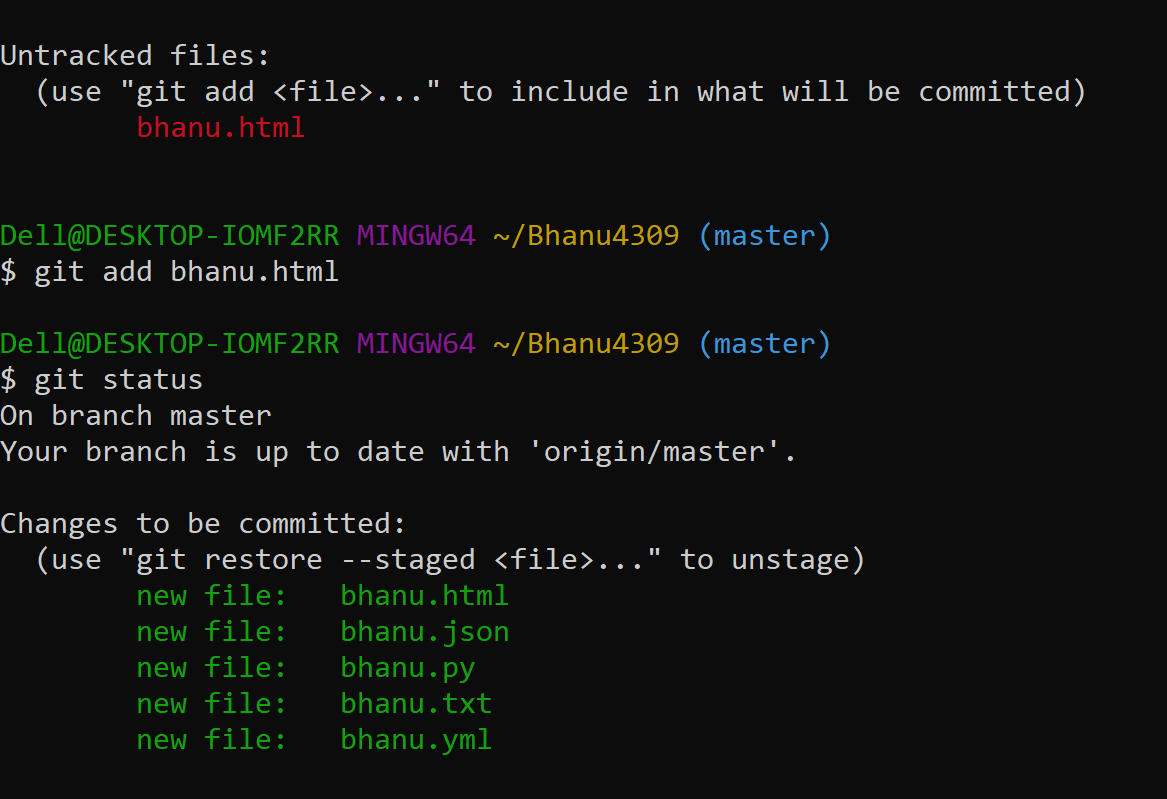 Untracked files:
  (use "git add <file>..." to include in what will be committed)
        bhanu.html
Dell@DESKTOP-IOMF2RR MINGW64 ~/Bhanu4309 (master)
$ git add bhanu.html
Dell@DESKTOP-IOMF2RR MINGW64 ~/Bhanu4309 (master)
$ git status
On branch master
Your branch is up to date with 'origin/master'.
Changes to be committed:
  (use "git restore --staged <file>..." to unstage)
        new file:   bhanu.html
        new file:   bhanu.json
        new file:   bhanu.py
        new file:   bhanu.txt
        new file:   bhanu.yml